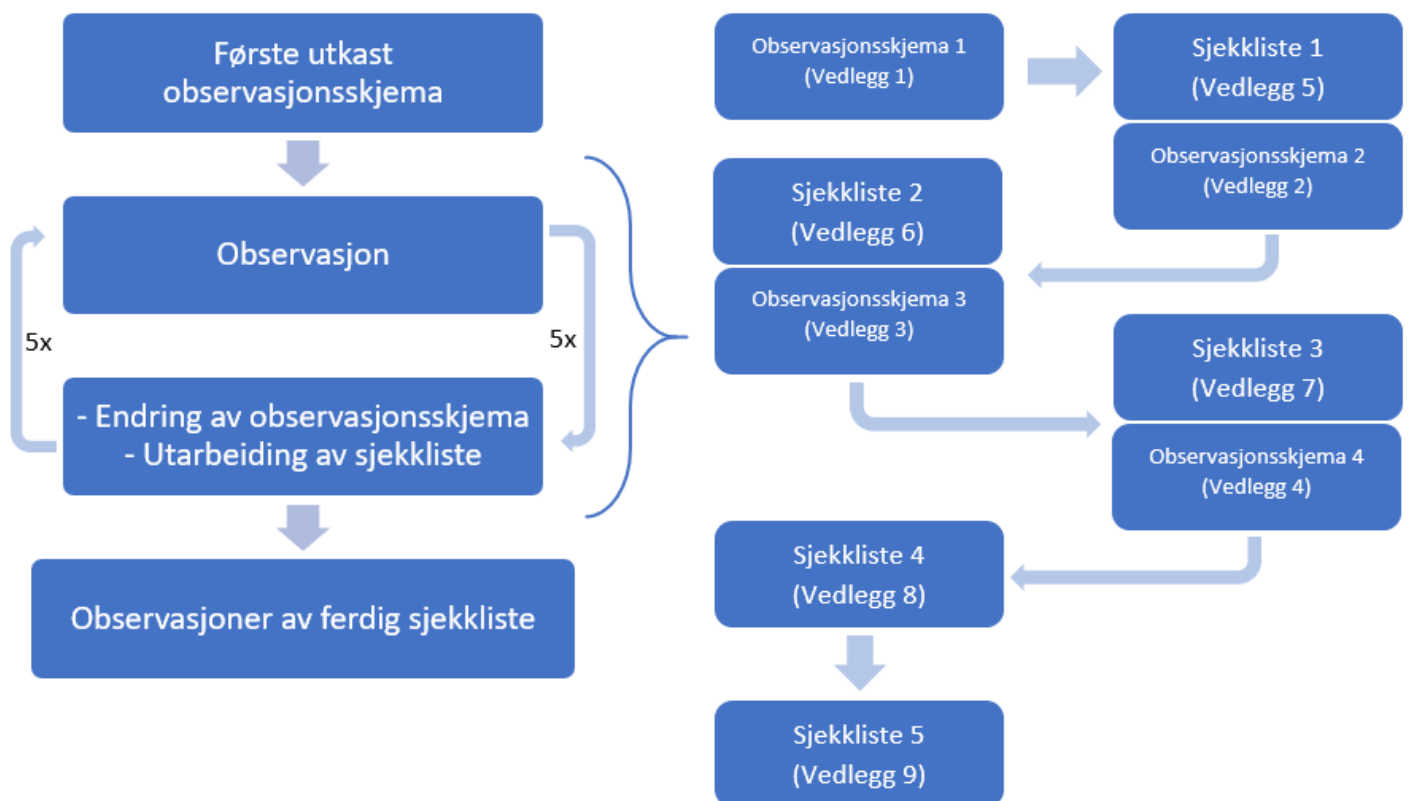 Første utkast
observasjonsskjema
Observasjon
5x
5x
- Endring av observasjonsskjema
- Utarbeiding av sjekkliste
Observasjoner av ferdig sjekkliste
Observasjonsskjema 1
(Vedlegg 1)
Sjekkliste 1
(Vedlegg 5)
Observasjonsskjema 2
(Vedlegg 2)
Sjekkliste 2
(Vedlegg 6)
Observasjonsskjema 3
(Vedlegg 3)
Sjekkliste 3
(Vedlegg 7)
Observasjonsskjema 4
(Vedlegg 4)
Sjekkliste 4
(Vedlegg 8)
Sjekkliste 5
(Vedlegg 9)